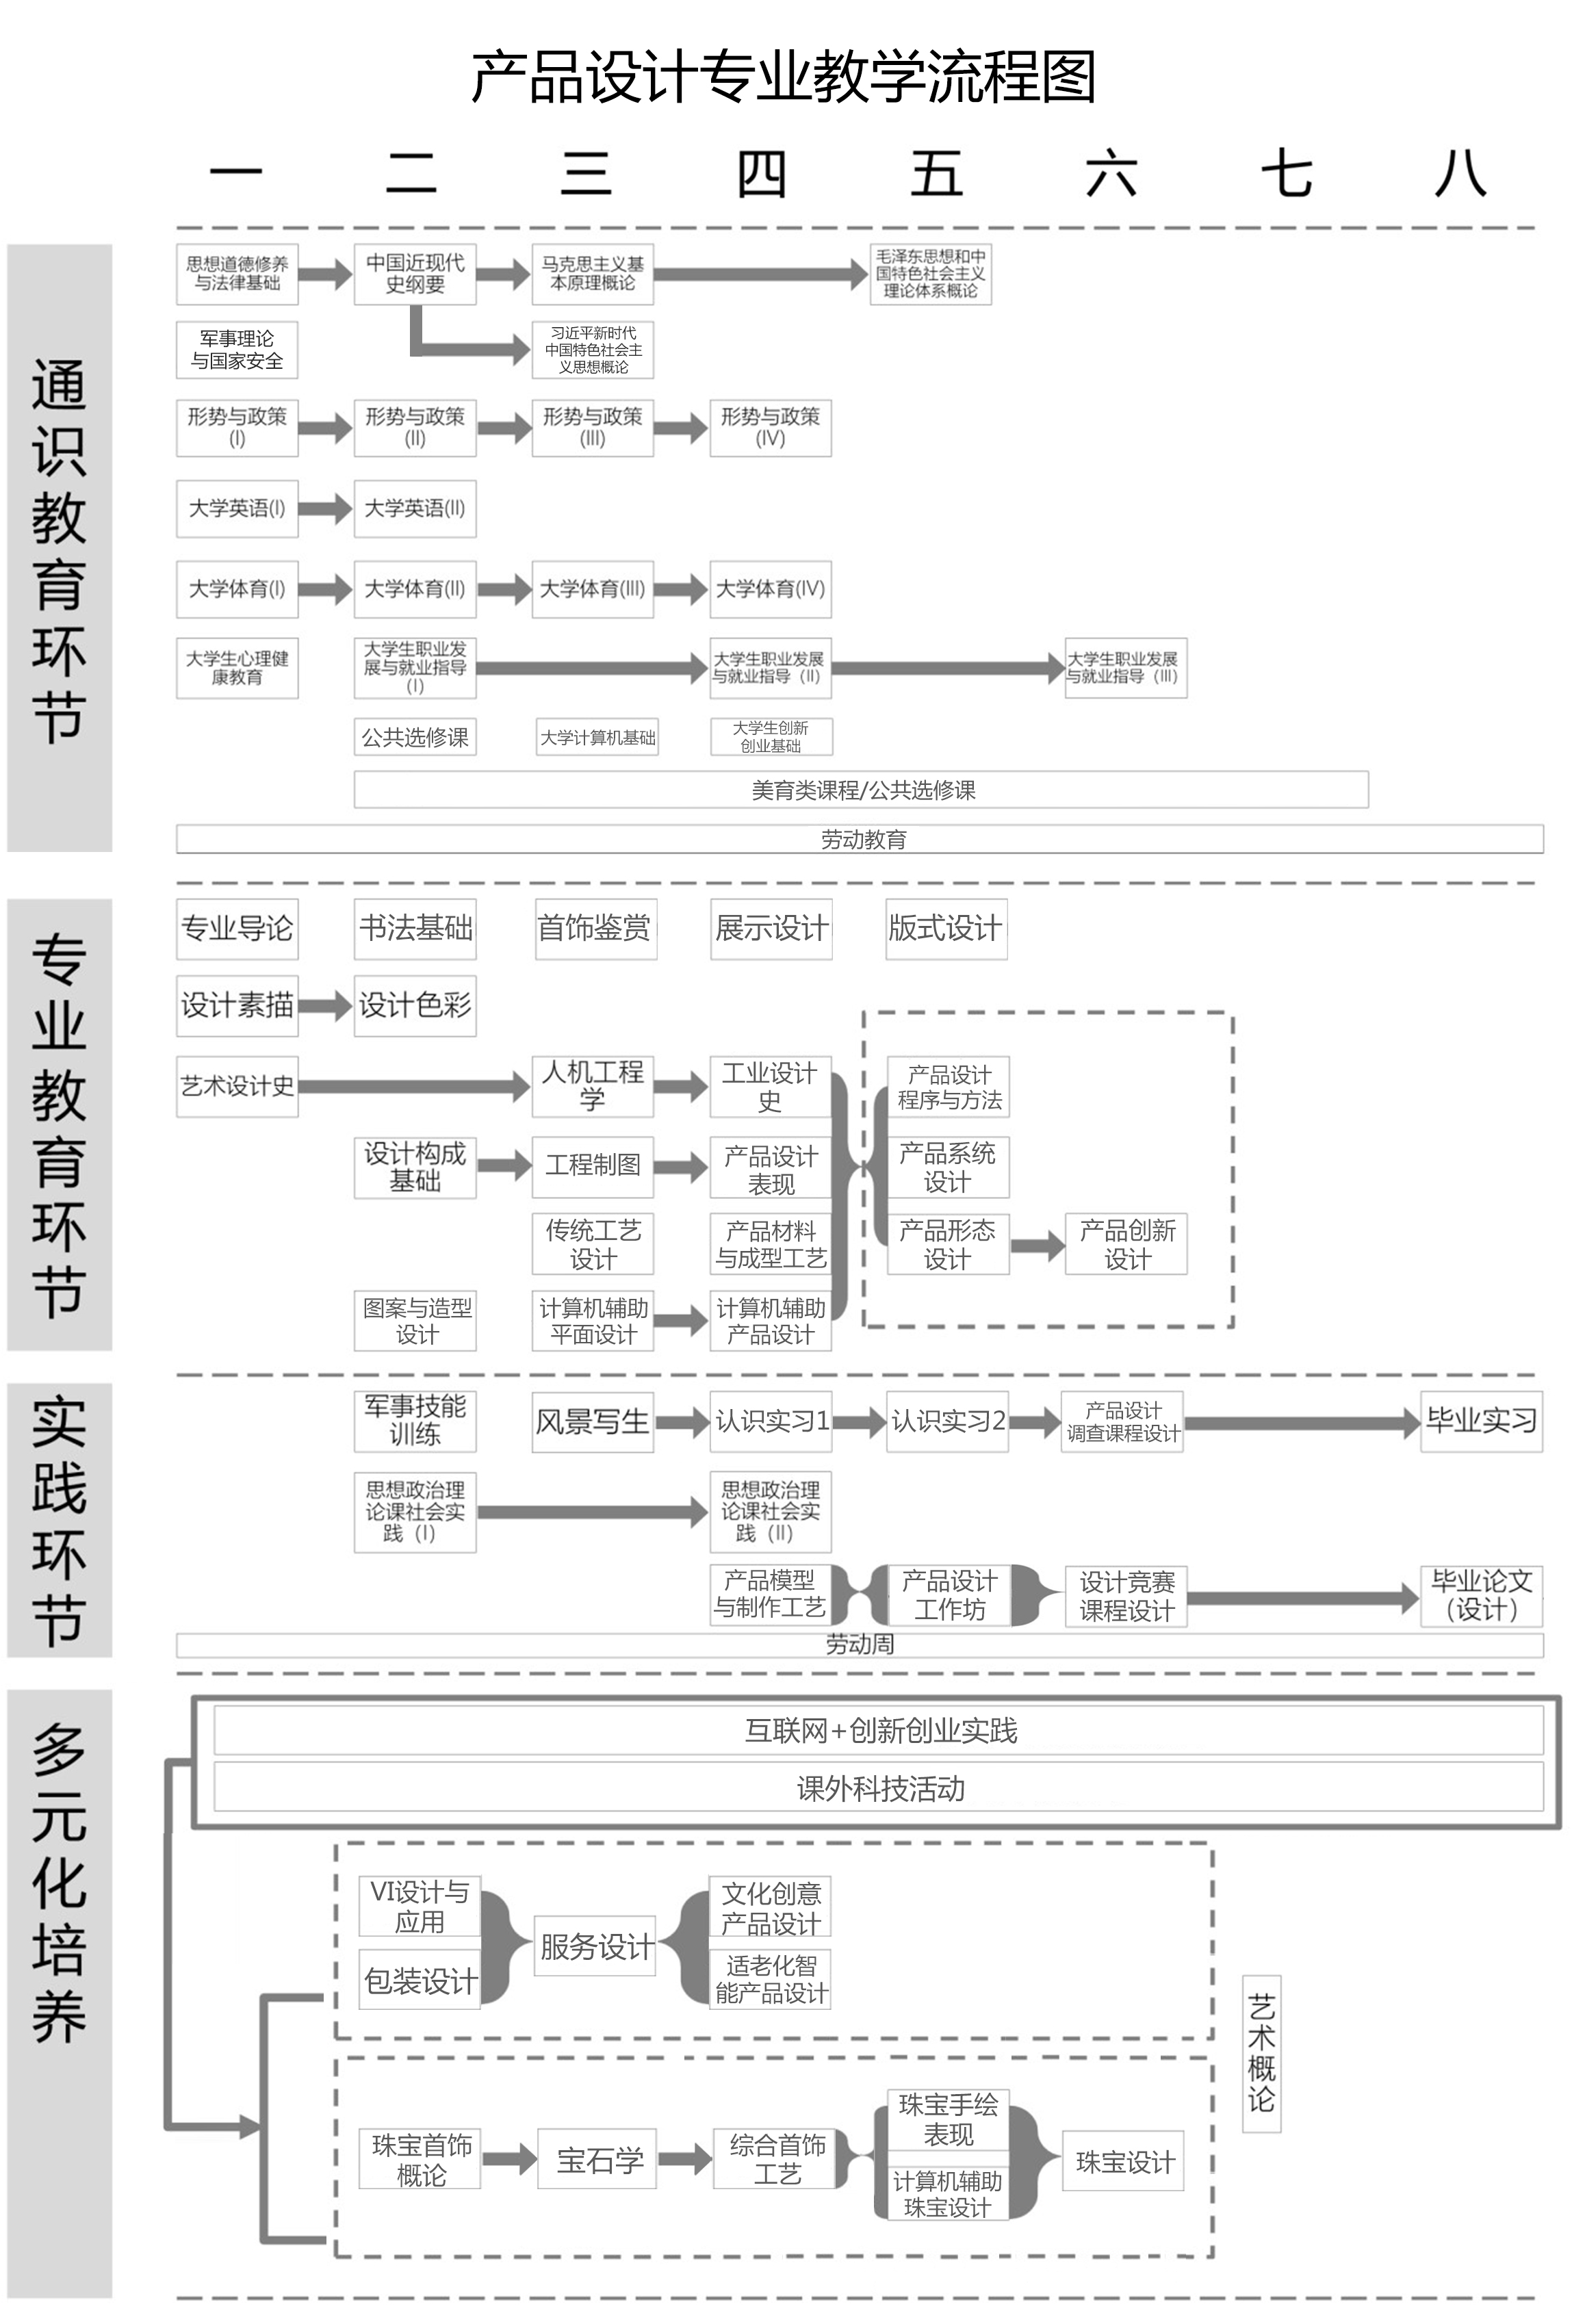 产品设计专业教学流程图
一 二 三 四 五 六 七 八
通识教育环节
思想道德修养
与法律基础
中国近现代
史纲要
马克思主义基
本原理概论
毛泽东思想和中
国特色社会主义
理论体系概论
军事理论
与国家安全
习近平新时代
中国特色社会主
义思想概论
形势与政策
(I)
形势与政策
(II)
形势与政策
(III)
形势与政策
(IV)
大学英语(I)
大学英语(II)
大学体育(I)
大学体育(II)
大学体育(III)
大学体育(IV)
大学生心理健
康教育
大学生职业发
展与就业指导
(I)
大学生职业发展
与就业指导（II）
大学生职业发展
与就业指导（III）
公共选修课
大学计算机基础
大学生创新
创业基础
美育类课程/公共选修课
劳动教育
专业教育环节
专业导论
书法基础
首饰鉴赏
展示设计
版式设计
设计素描
设计色彩
艺术设计史
人机工程
学
工业设计
史
产品设计
程序与方法
设计构成
基础
工程制图
产品设计
表现
产品系统
设计
传统工艺
设计
产品材料
与成型工艺
产品形态
设计
产品创新
设计
图案与造型
设计
计算机辅助
平面设计
计算机辅助
产品设计
实践环节
军事技能
训练
风景写生
认识实习1
认识实习2
产品设计
调查课程设计
毕业实习
思想政治理
论课社会实
践（I）
思想政治理
论课社会实
践（II）
产品模型
与制作工艺
产品设计
工作坊
设计竞赛
课程设计
毕业论文
（设计）
劳动周
多元化培养
互联网+创新创业实践
课外科技活动
VI设计与
应用
包装设计
服务设计
文化创意
产品设计
适老化智
能产品设计
艺术概论
珠宝首饰
概论
宝石学
综合首饰
工艺
珠宝手绘
表现
计算机辅助
珠宝设计
珠宝设计